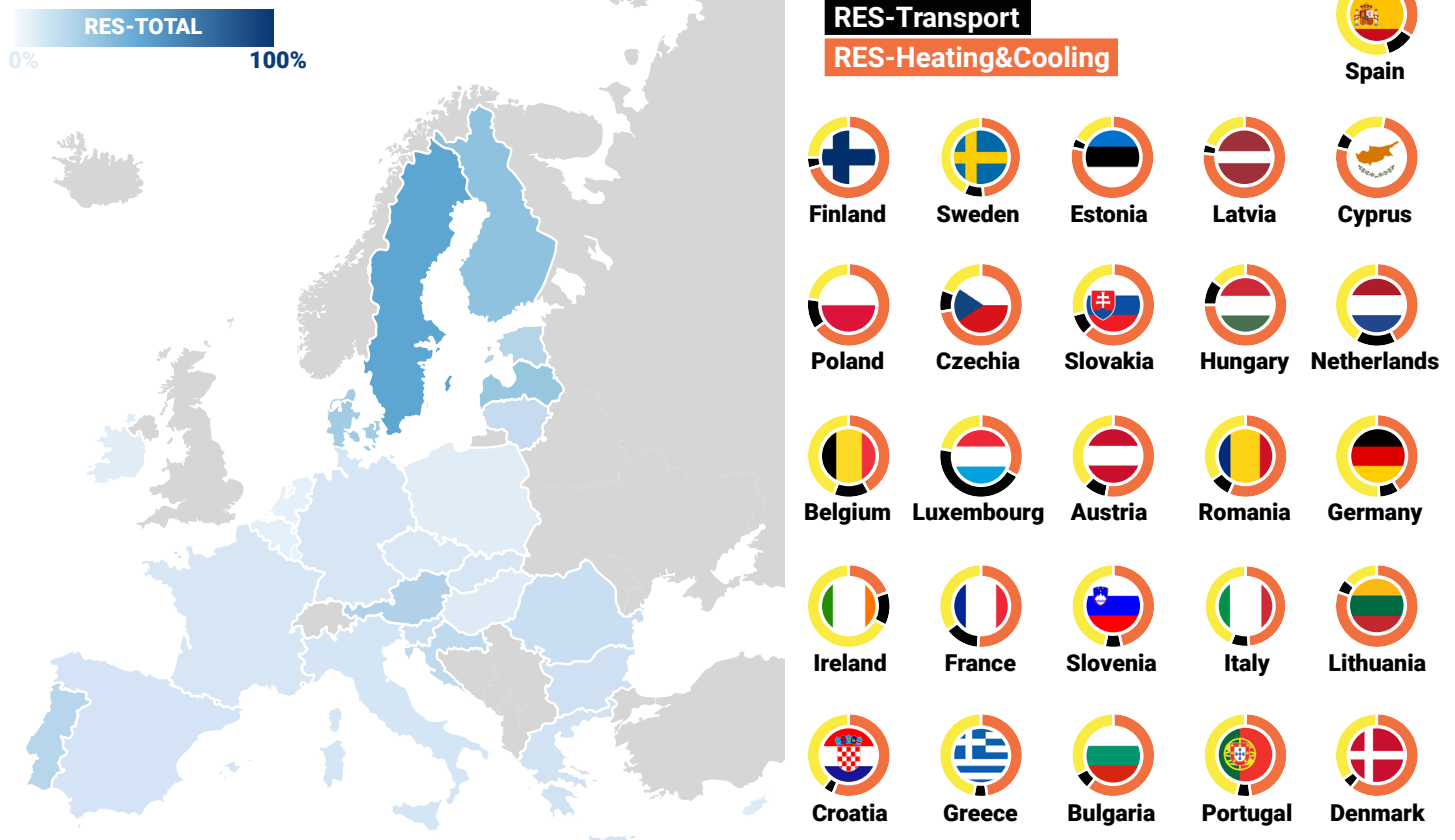 RES-TOTAL
0%
100%
RES-Transport
RES-Heating&Cooling
Spain
Finland
Sweden
Estonia
Latvia
Cyprus
Poland
Czechia
Slovakia
Hungary
Netherlands
Belgium
Luxembourg
Austria
Romania
Germany
Ireland
France
Slovenia
Italy
Lithuania
Croatia
Greece
Bulgaria
Portugal
Denmark